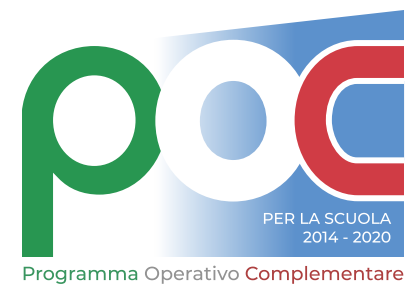 poc
PER LA SCUOLA
2014 - 2020
Programma Operativo Complementare